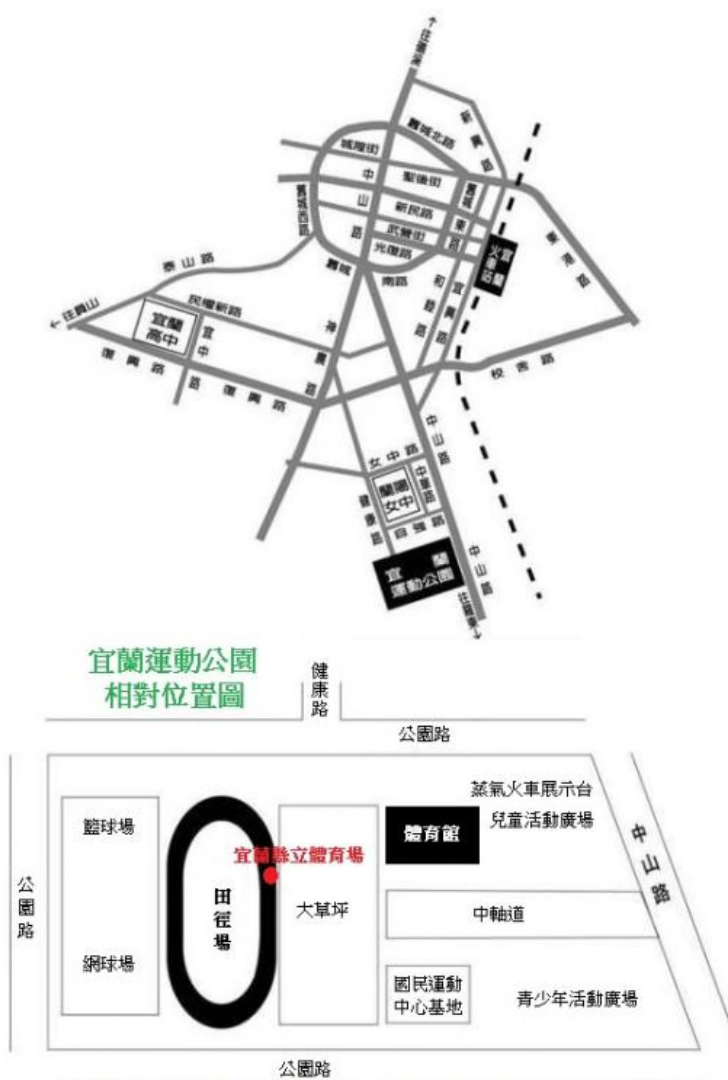 ↑往礁溪
舊城北路
新興路
城隍街
聖後街
中山路
舊城東路
新民路
舊城西路
武營街
光復路
宜蘭火車站
東港路
泰山路
舊城南路
和睦路
宜興路
↑往員山
民權新路
神農路
宜蘭
高中
宜中路
復興路
復興路
校舍路
中山路
女中路
蘭陽
女中
中華路
健康路
自強路
宜蘭
運動公園
中山路
往羅東→
宜蘭運動公園
相對位置圖
健康路
公園路
蒸氣火車展示台
籃球場
體育館
兒童活動廣場
中山路
宜蘭縣立體育場
公園路
田徑場
大草坪
中軸道
網球場
國民運動
中心基地
青少年活動廣場
公園路